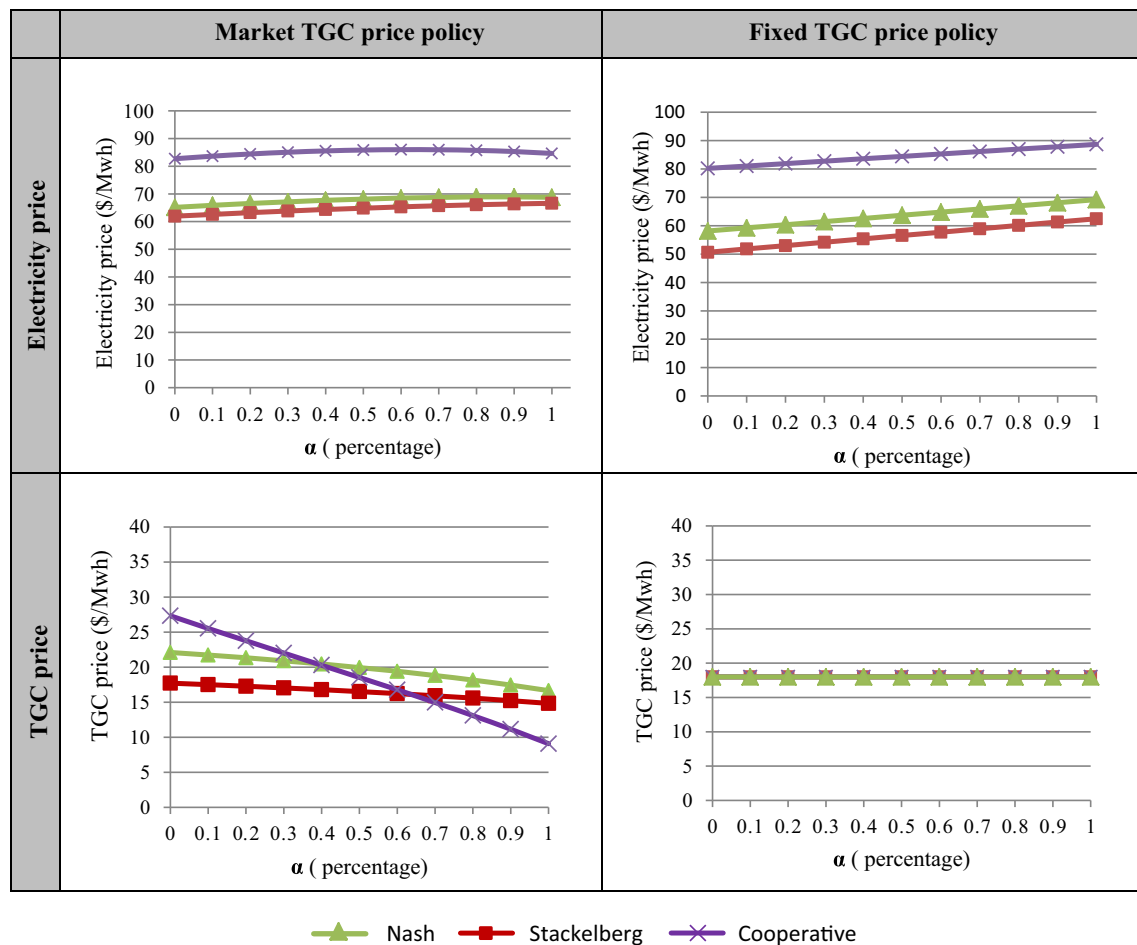 Market TGC price policy
Fixed TGC price policy
Electricity price
Electricity price ($/Mwh)
100
90
80
70
60
50
40
30
20
10
0
0 0.1 0.2 0.3 0.4 0.5 0.6 0.7 0.8 0.9 1
α ( percentage)
Electricity price ($/Mwh)
100
90
80
70
60
50
40
30
20
10
0
0 0.1 0.2 0.3 0.4 0.5 0.6 0.7 0.8 0.9 1
α ( percentage)
TGC price
TGC price ($/Mwh)
40
35
30
25
20
15
10
5
0
0 0.1 0.2 0.3 0.4 0.5 0.6 0.7 0.8 0.9 1
α ( percentage)
TGC price ($/Mwh)
40
35
30
25
20
15
10
5
0
0 0.1 0.2 0.3 0.4 0.5 0.6 0.7 0.8 0.9 1
α ( percentage)
Nash Stackelberg Cooperative